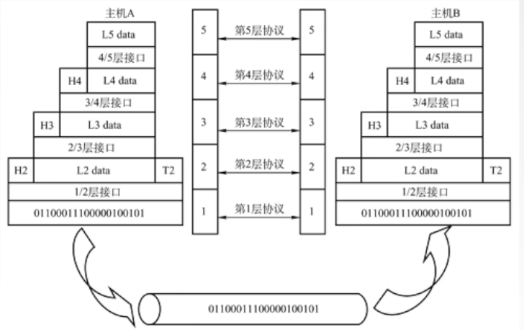 主机A
主机B
L5 data
5
第5层协议
5
L5 data
4/5层接口
4/5层接口
H4
L4 data
4
第4层协议
4
H4
L4 data
3/4层接口
3/4层接口
H3
L3 data
3
第3层协议
3
H3
L3 data
2/3层接口
2/3层接口
H2
L2 data
T2
2
第2层协议
2
H2
L2 data
T2
1/2层接口
1/2层接口
01100011100000100101
1
第1层协议
1
01100011100000100101
01100011100000100101